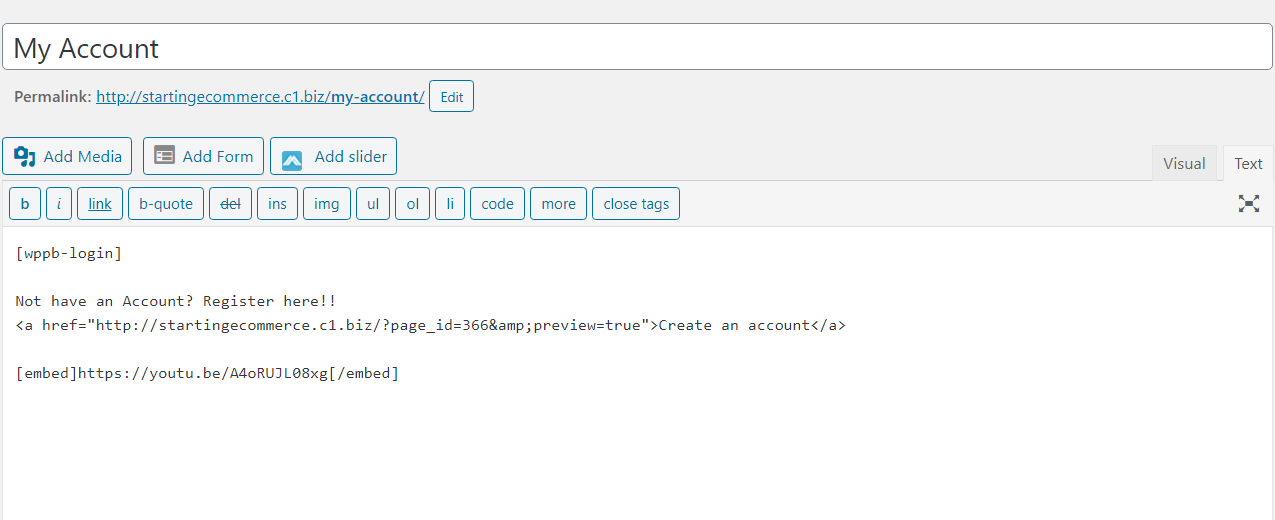 My Account
Permalink: http://startingecommerce.c1.biz/my-account/ Edit
Add Media Add Form Add slider
Visual Text
b i link b-quote del ins img ul ol li code more close tags
[wppb-login]
Not have an Account? Register here!!
<a href="http://startingecommerce.c1.biz/?page_id=366&amp;preview=true">Create an account</a>
[embed]https://youtu.be/A4oRUJL08xg[/embed]